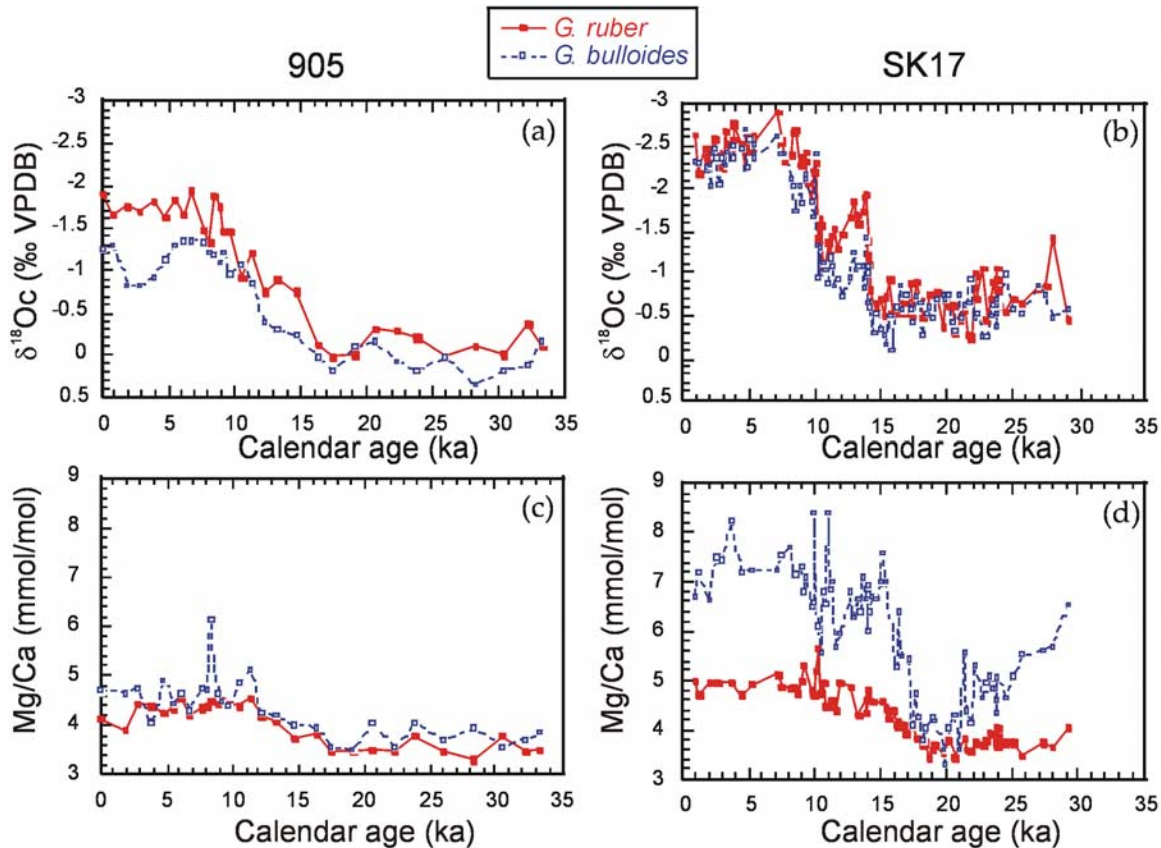 G. ruber
G. bulloides
905
SK17
(a)
δ¹⁸Oc (‰ VPDB)
-3
-2.5
-2
-1.5
-1
-0.5
0
0.5
0 5 10 15 20 25 30 35
Calendar age (ka)
(b)
δ¹⁸Oc (‰ VPDB)
-3
-2.5
-2
-1.5
-1
-0.5
0
0.5
0 5 10 15 20 25 30 35
Calendar age (ka)
(c)
Mg/Ca (mmol/mol)
9
8
7
6
5
4
3
0 5 10 15 20 25 30 35
Calendar age (ka)
(d)
Mg/Ca (mmol/mol)
9
8
7
6
5
4
3
0 5 10 15 20 25 30 35
Calendar age (ka)